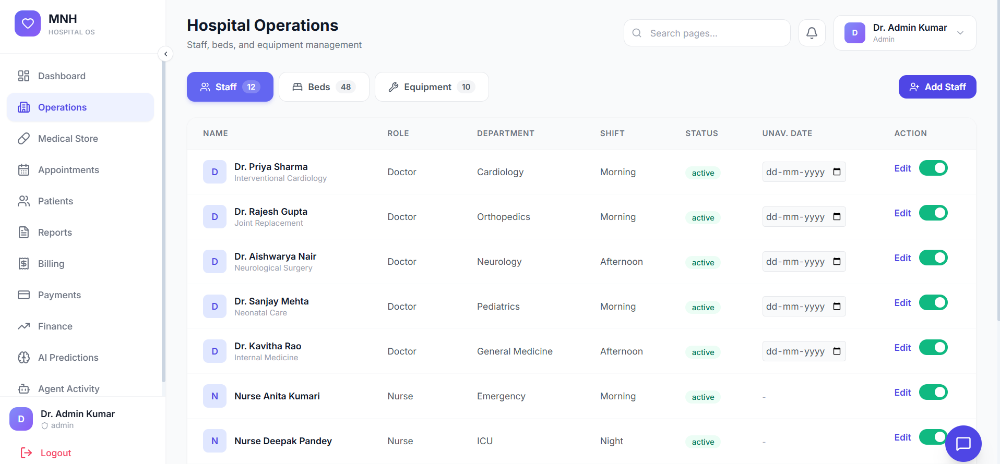 MNH
HOSPITAL OS
Dashboard
Operations
Medical Store
Appointments
Patients
Reports
Billing
Payments
Finance
AI Predictions
Agent Activity
D
Dr. Admin Kumar
admin
Logout
Hospital Operations
Staff, beds, and equipment management
Search pages...
D
Dr. Admin Kumar
Admin
Staff 12
Beds 48
Equipment 10
Add Staff
NAME ROLE DEPARTMENT SHIFT STATUS UNAV. DATE ACTION
D Dr. Priya Sharma Doctor Cardiology Morning active dd-mm-yyyy Edit
Interventional Cardiology
D Dr. Rajesh Gupta Doctor Orthopedics Morning active dd-mm-yyyy Edit
Joint Replacement
D Dr. Aishwarya Nair Doctor Neurology Afternoon active dd-mm-yyyy Edit
Neurological Surgery
D Dr. Sanjay Mehta Doctor Pediatrics Morning active dd-mm-yyyy Edit
Neonatal Care
D Dr. Kavitha Rao Doctor General Medicine Afternoon active dd-mm-yyyy Edit
Internal Medicine
N Nurse Anita Kumari Nurse Emergency Morning active - Edit
N Nurse Deepak Pandey Nurse ICU Night active - Edit